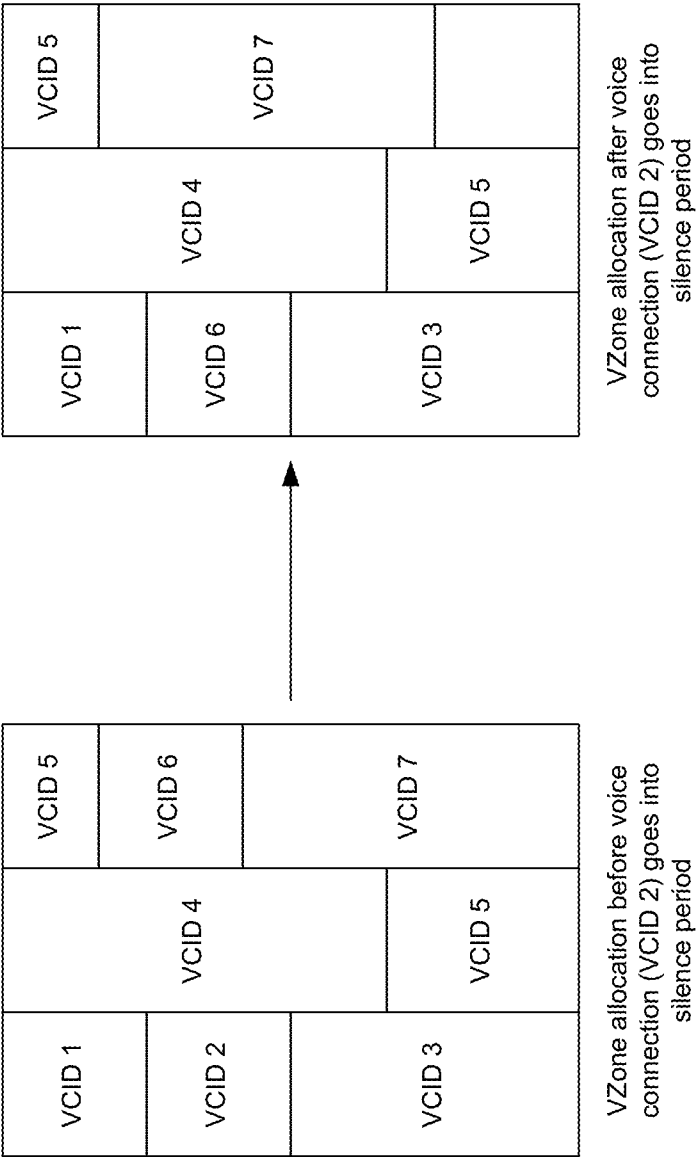 VCID 1
VCID 2
VCID 3
VCID 4
VCID 5
VCID 5
VCID 6
VCID 7
VZone allocation before voice
connection (VCID 2) goes into
silence period
VCID 1
VCID 6
VCID 3
VCID 4
VCID 5
VCID 5
VCID 7
VZone allocation after voice
connection (VCID 2) goes into
silence period